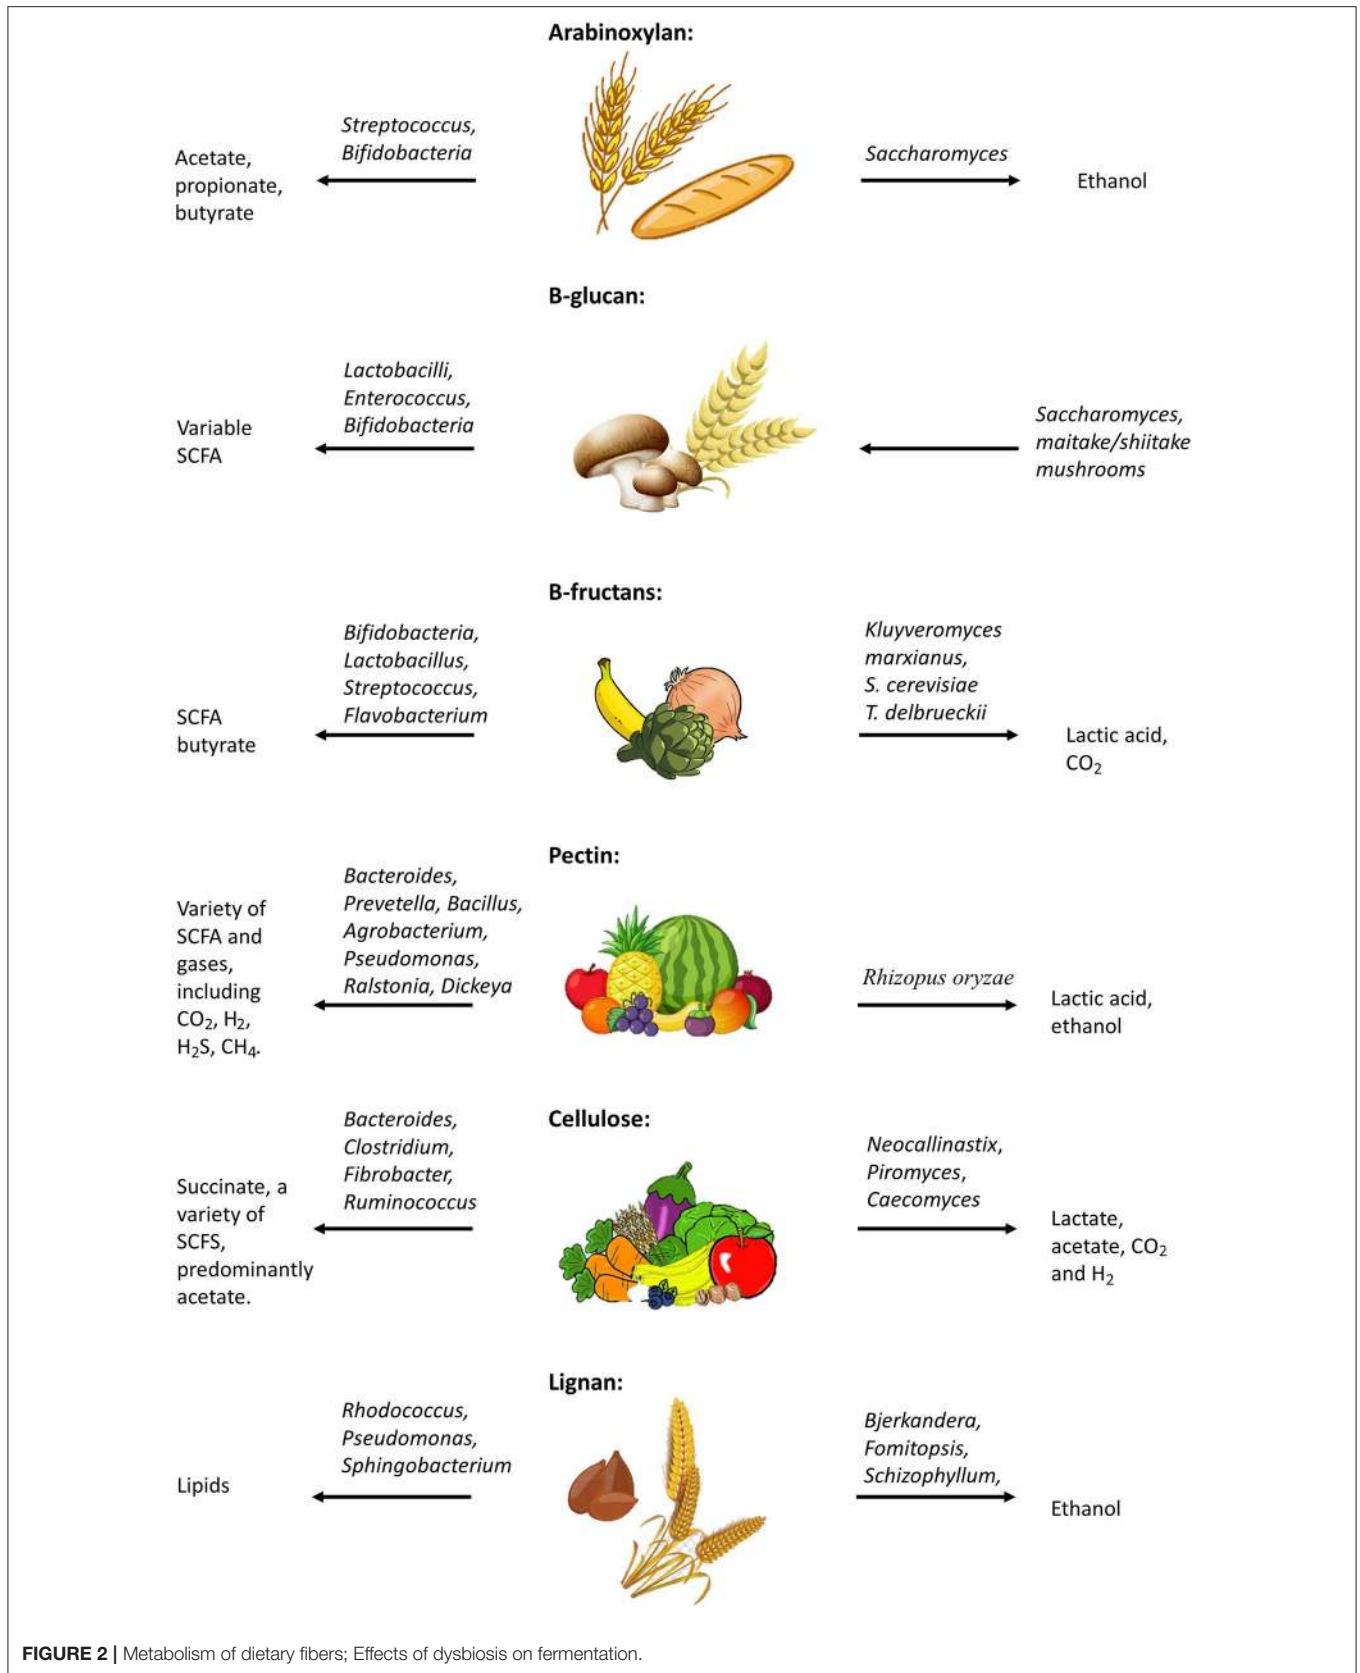 Arabinoxylan:
Streptococcus,
Bifidobacteria
Acetate,
propionate,
butyrate
Saccharomyces
Ethanol
B-glucan:
Lactobacilli,
Enterococcus,
Bifidobacteria
Variable
SCFA
Saccharomyces,
maitake/shiitake
mushrooms
B-fructans:
Bifidobacteria,
Lactobacillus,
Streptococcus,
Flavobacterium
SCFA
butyrate
Kluyveromyces
marxianus,
S. cerevisiae
T. delbrueckii
Lactic acid,
CO₂
Pectin:
Bacteroides,
Prevetella, Bacillus,
Agrobacterium,
Pseudomonas,
Ralstonia, Dickeya
Variety of
SCFA and
gases,
including
CO₂, H₂,
H₂S, CH₄.
Rhizopus oryzae
Lactic acid,
ethanol
Cellulose:
Bacteroides,
Clostridium,
Fibrobacter,
Ruminococcus
Succinate, a
variety of
SCFS,
predominantly
acetate.
Neocallinastix,
Piromyces,
Caecomyces
Lactate,
acetate, CO₂
and H₂
Lignan:
Rhodococcus,
Pseudomonas,
Sphingobacterium
Lipids
Bjerkandera,
Fomitopsis,
Schizophyllum,
Ethanol
FIGURE 2 | Metabolism of dietary fibers; Effects of dysbiosis on fermentation.